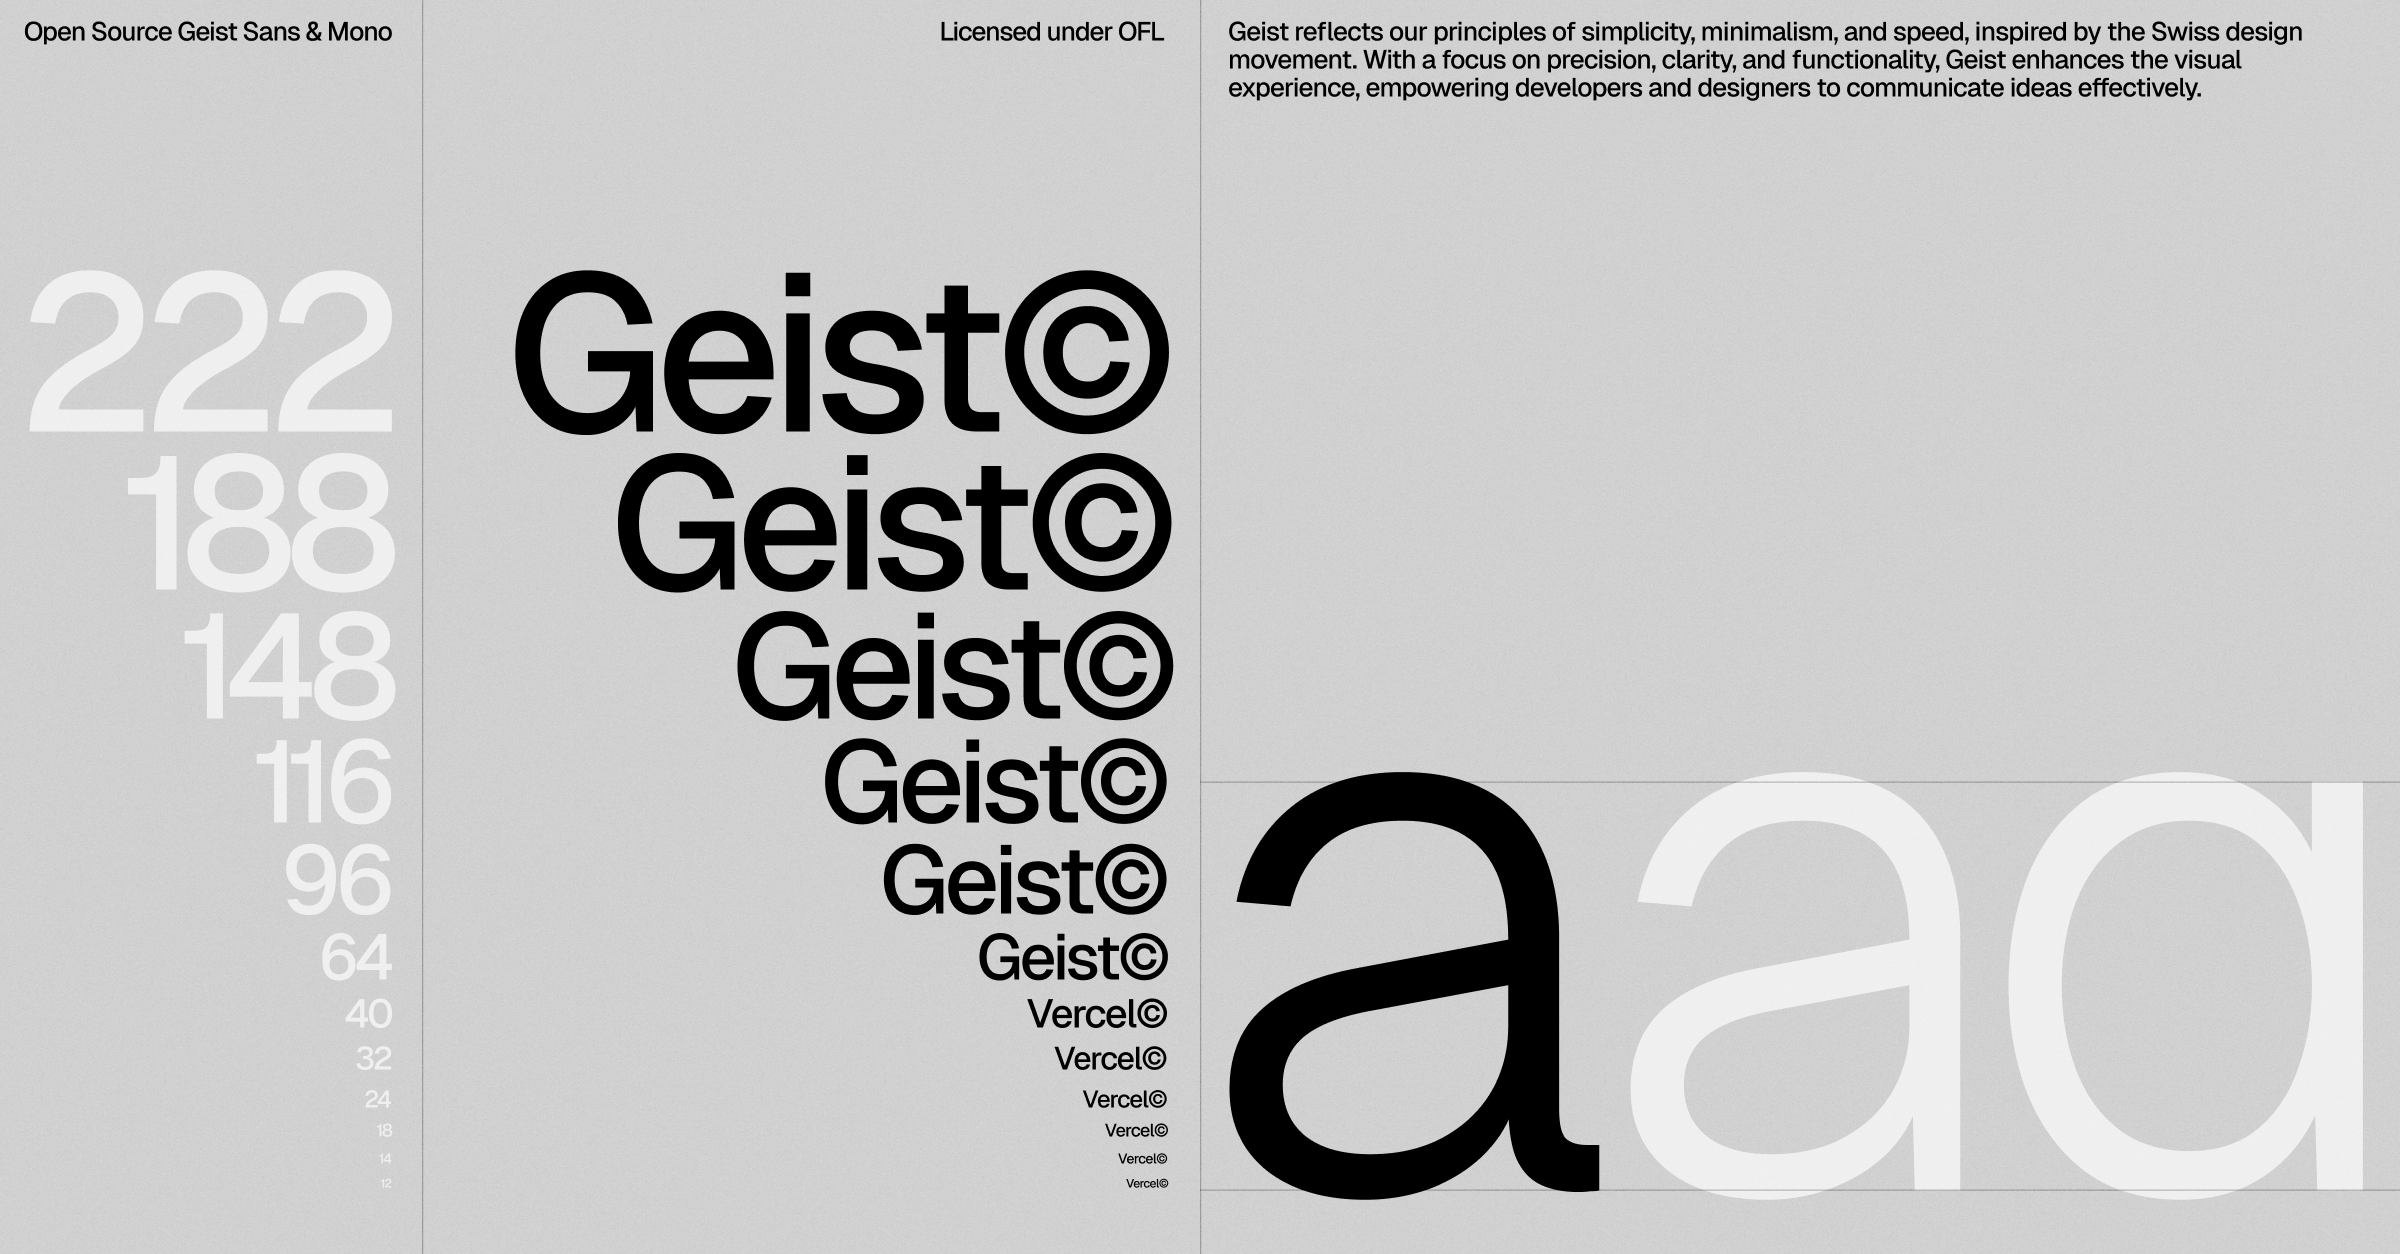 Open Source Geist Sans & Mono
Licensed under OFL
Geist reflects our principles of simplicity, minimalism, and speed, inspired by the Swiss design
movement. With a focus on precision, clarity, and functionality, Geist enhances the visual
experience, empowering developers and designers to communicate ideas effectively.
222 Geist©
188 Geist©
148 Geist©
116 Geist©
96 Geist©
64 Geist©
40 Vercel©
32 Vercel©
24 Vercel©
18 Vercel©
14 Vercel©
12 Vercel©
a a a